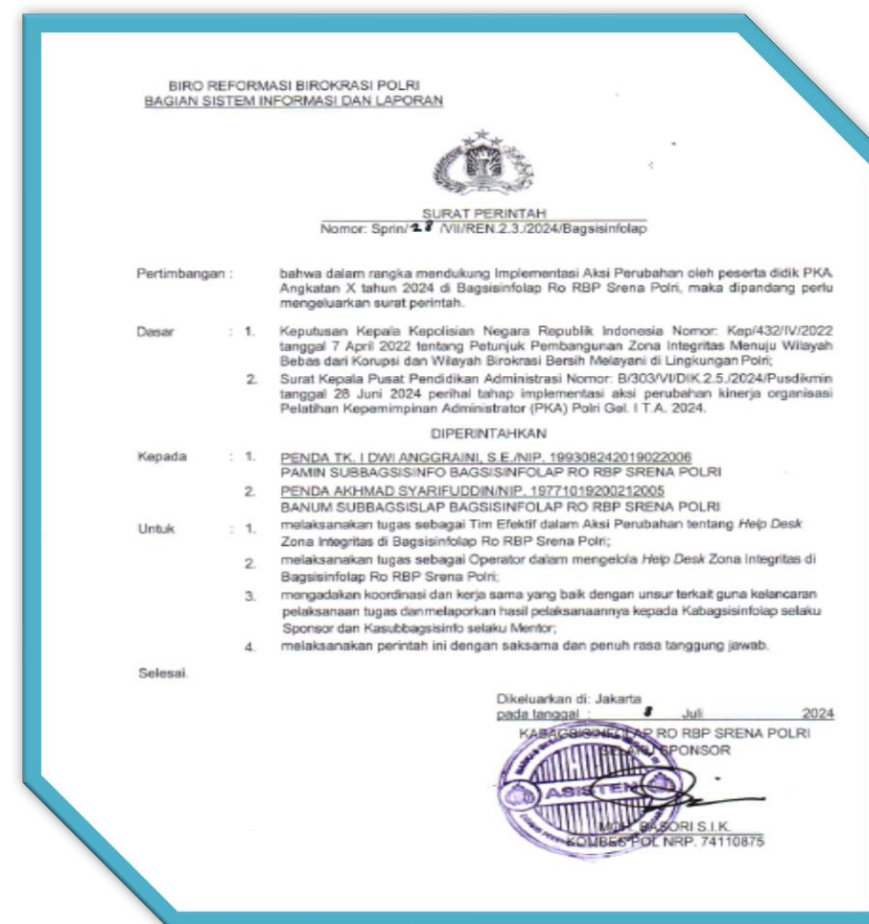 BIRO REFORMASI BIROKRASI POLRI
BAGIAN SISTEM INFORMASI DAN LAPORAN
SURAT PERINTAH
Nomor: Sprin/28/VII/REN.2.3./2024/Bagsisinfolap
Pertimbangan : bahwa dalam rangka mendukung Implementasi Aksi Perubahan oleh peserta didik PKA
Angkatan X tahun 2024 di Bagsisinfolap Ro RBP Srena Polri, maka dipandang perlu
mengeluarkan surat perintah.
Dasar : 1. Keputusan Kepala Kepolisian Negara Republik Indonesia Nomor: Kep/432/IV/2022
tanggal 7 April 2022 tentang Petunjuk Pembangunan Zona Integritas Menuju Wilayah
Bebas dari Korupsi dan Wilayah Birokrasi Bersih Melayani di Lingkungan Polri;
2. Surat Kepala Pusat Pendidikan Administrasi Nomor: B/303/VI/DIK.2.5./2024/Pusdikmin
tanggal 28 Juni 2024 perihal tahap implementasi aksi perubahan kinerja organisasi
Pelatihan Kepemimpinan Administrator (PKA) Polri Gel. I T.A. 2024.
DIPERINTAHKAN
Kepada : 1. PENDA TK. I DWI ANGGRAINI, S.E./NIP. 199308242019022006
PAMIN SUBBAGSISINFO BAGSISINFOLAP RO RBP SRENA POLRI
2. PENDA AKHMAD SYARIFUDDIN/NIP. 19771019200212005
BANUM SUBBAGSISLAP BAGSISINFOLAP RO RBP SRENA POLRI
Untuk : 1. melaksanakan tugas sebagai Tim Efektif dalam Aksi Perubahan tentang Help Desk
Zona Integritas di Bagsisinfolap Ro RBP Srena Polri;
2. melaksanakan tugas sebagai Operator dalam mengelola Help Desk Zona Integritas di
Bagsisinfolap Ro RBP Srena Polri;
3. mengadakan koordinasi dan kerja sama yang baik dengan unsur terkait guna kelancaran
pelaksanaan tugas dan melaporkan hasil pelaksanaannya kepada Kabagsisinfolap selaku
Sponsor dan Kasubbagsisinfo selaku Mentor;
4. melaksanakan perintah ini dengan saksama dan penuh rasa tanggung jawab.
Selesai.
Dikeluarkan di: Jakarta
pada tanggal : 8 Juli 2024
KABAGSISINFOLAP RO RBP SRENA POLRI
SELAKU SPONSOR
ASISTEN
MOH. BASORI S.I.K.
KOMBES POL NRP. 74110875